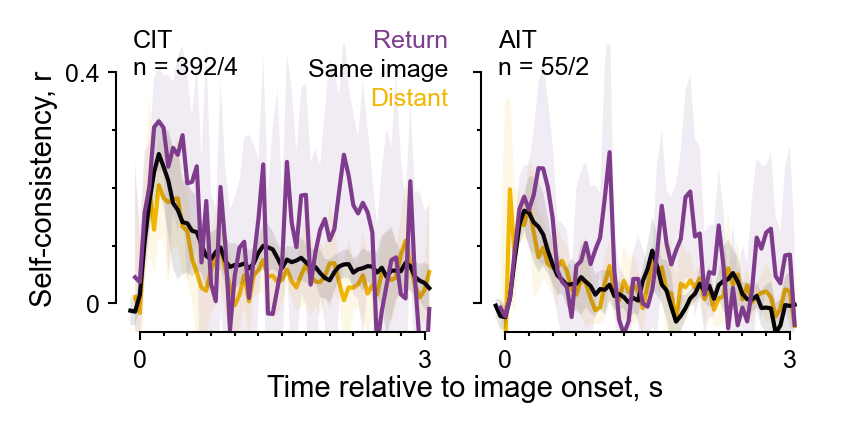 CIT
n = 392/4
Return
Same image
Distant
AIT
n = 55/2
Self-consistency, r
0.4
0
0
3
0
3
Time relative to image onset, s